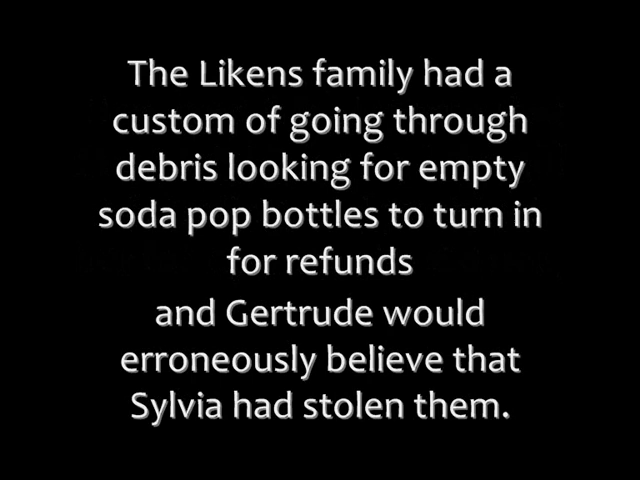 The Likens family had a
custom of going through
debris looking for empty
soda pop bottles to turn in
for refunds
and Gertrude would
erroneously believe that
Sylvia had stolen them.